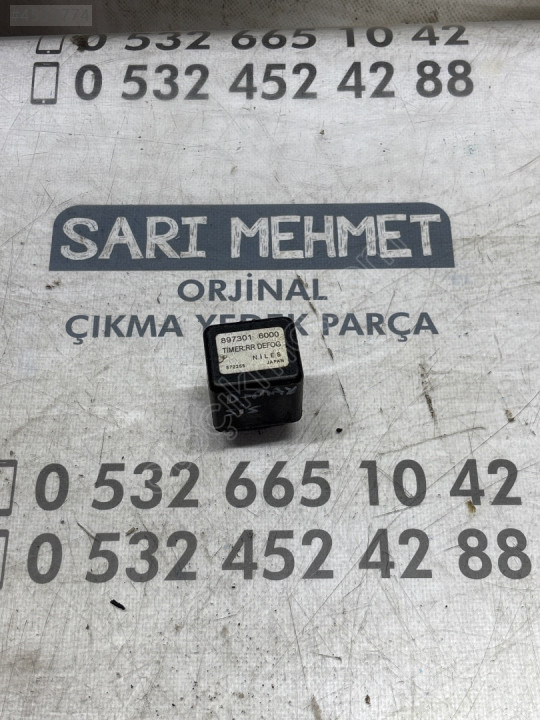 0 532 665 10 42
0 532 452 42 88
SARI MEHMET
ORJİNAL
ÇIKMA YEDEK PARÇA
897301 6000
TIMER;RR DEFOG
NILES
JAPAN
0 532 665 10 42
0 532 452 42 88